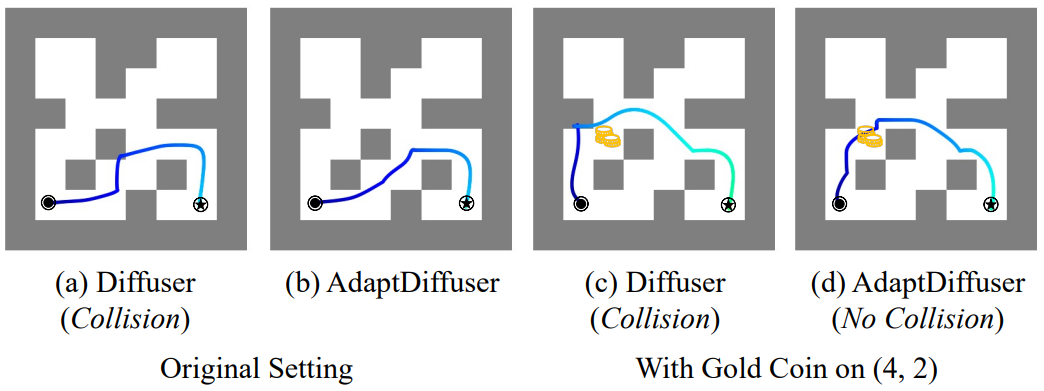 (a) Diffuser
(Collision)
(b) AdaptDiffuser
(c) Diffuser
(Collision)
(d) AdaptDiffuser
(No Collision)
Original Setting
With Gold Coin on (4, 2)